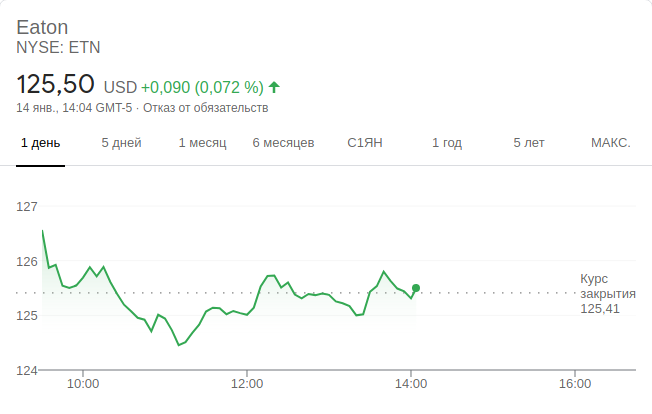 Eaton
NYSE: ETN
125,50 USD +0,090 (0,072 %)
14 янв., 14:04 GMT-5 · Отказ от обязательств
1 день 5 дней 1 месяц 6 месяцев С1ЯН 1 год 5 лет МАКС.
127
126
Курс
закрытия
125,41
125
124
10:00 12:00 14:00 16:00